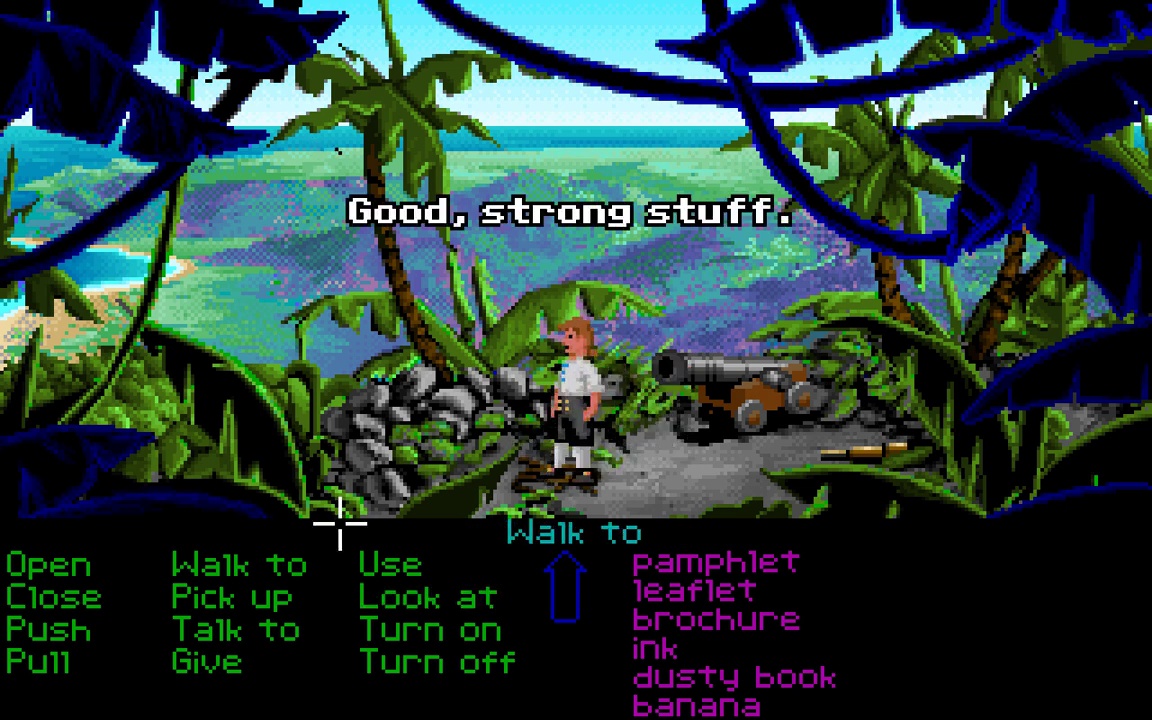 Good, strong stuff.
Walk to
Open Walk to Use
Close Pick up Look at
Push Talk to Turn on
Pull Give Turn off
pamphlet
leaflet
brochure
ink
dusty book
banana